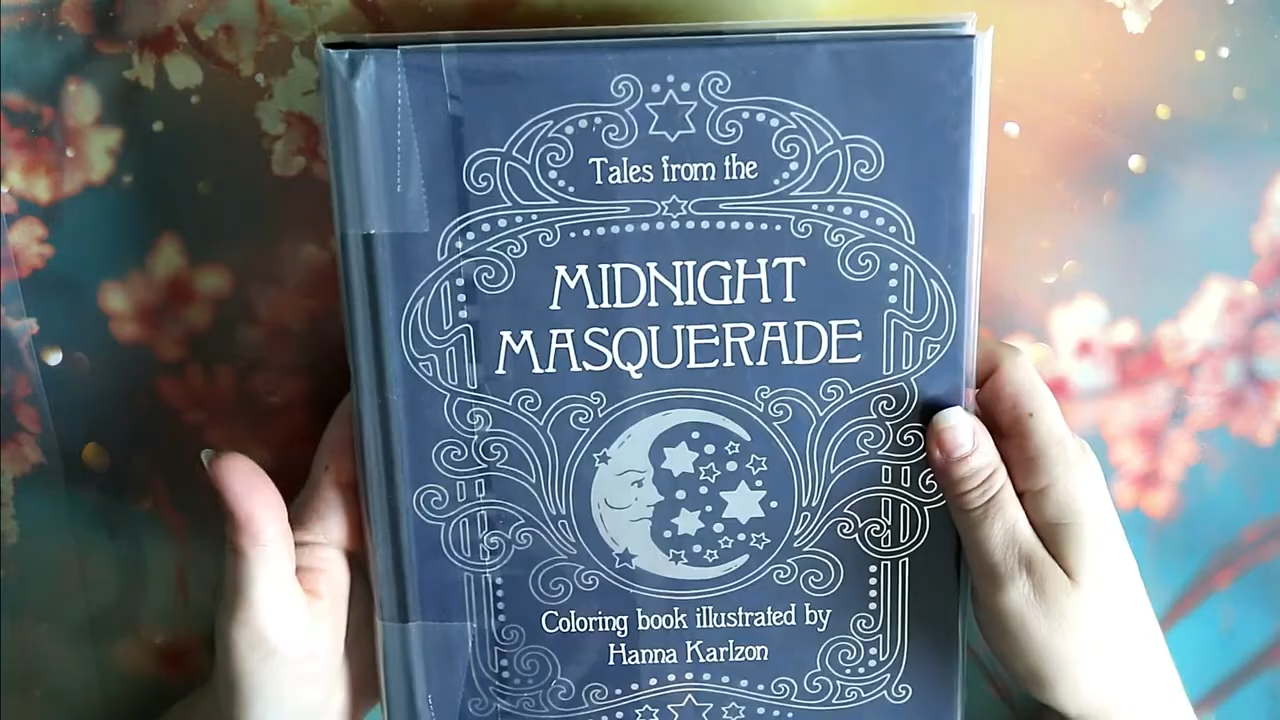 Tales from the
MIDNIGHT
MASQUERADE
Coloring book illustrated by
Hanna Karlzon